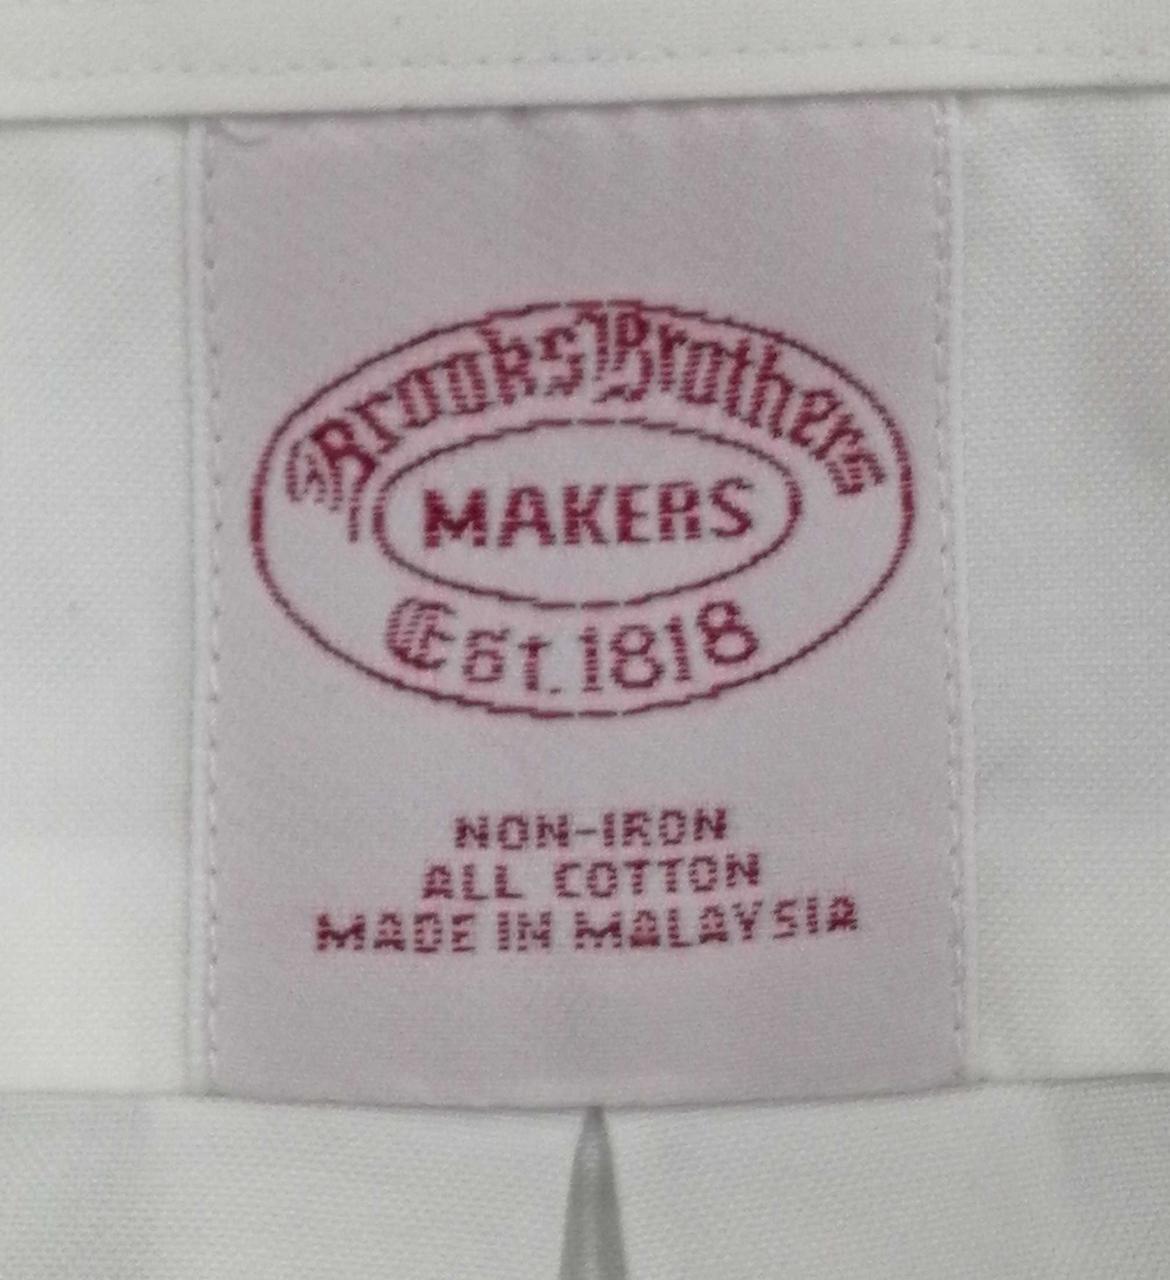 Brooks Brothers
MAKERS
Est. 1818
NON-IRON
ALL COTTON
MADE IN MALAYSIA